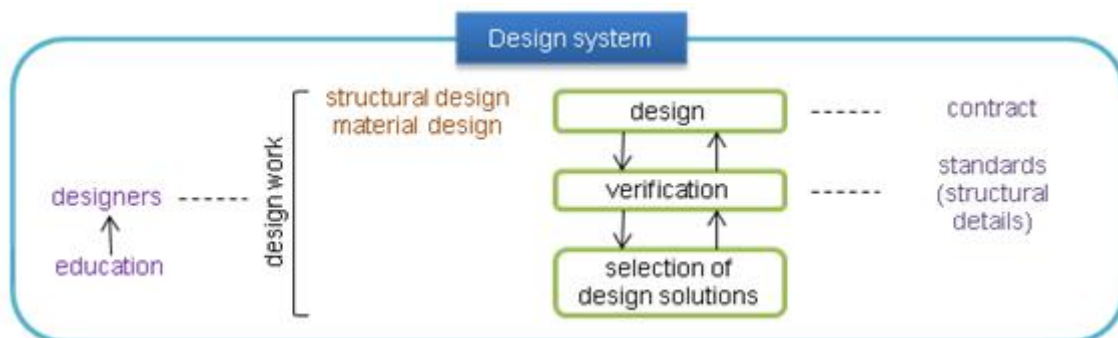 Design system
structural design
material design
design
contract
designers
design work
verification
standards
(structural
details)
education
selection of
design solutions